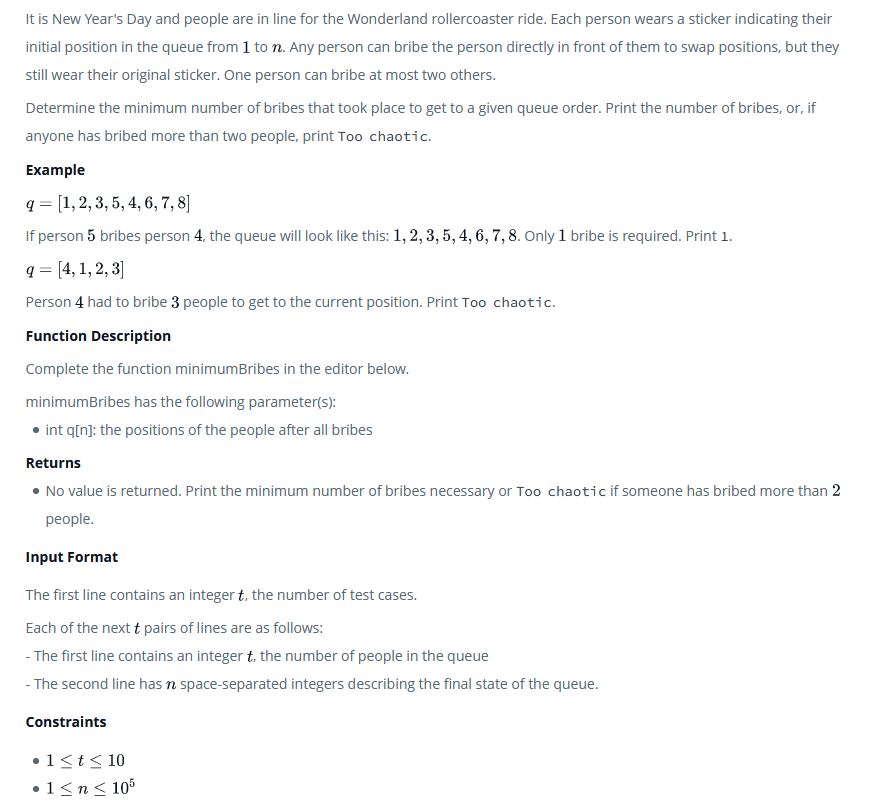 It is New Year's Day and people are in line for the Wonderland rollercoaster ride. Each person wears a sticker indicating their
initial position in the queue from 1 to n. Any person can bribe the person directly in front of them to swap positions, but they
still wear their original sticker. One person can bribe at most two others.
Determine the minimum number of bribes that took place to get to a given queue order. Print the number of bribes, or, if
anyone has bribed more than two people, print Too chaotic.
Example
q = [1, 2, 3, 5, 4, 6, 7, 8]
If person 5 bribes person 4, the queue will look like this: 1, 2, 3, 5, 4, 6, 7, 8. Only 1 bribe is required. Print 1.
q = [4, 1, 2, 3]
Person 4 had to bribe 3 people to get to the current position. Print Too chaotic.
Function Description
Complete the function minimumBribes in the editor below.
minimumBribes has the following parameter(s):
• int q[n]: the positions of the people after all bribes
Returns
• No value is returned. Print the minimum number of bribes necessary or Too chaotic if someone has bribed more than 2
people.
Input Format
The first line contains an integer t, the number of test cases.
Each of the next t pairs of lines are as follows:
- The first line contains an integer t, the number of people in the queue
- The second line has n space-separated integers describing the final state of the queue.
Constraints
• 1 ≤ t ≤ 10
• 1 ≤ n ≤ 10⁵